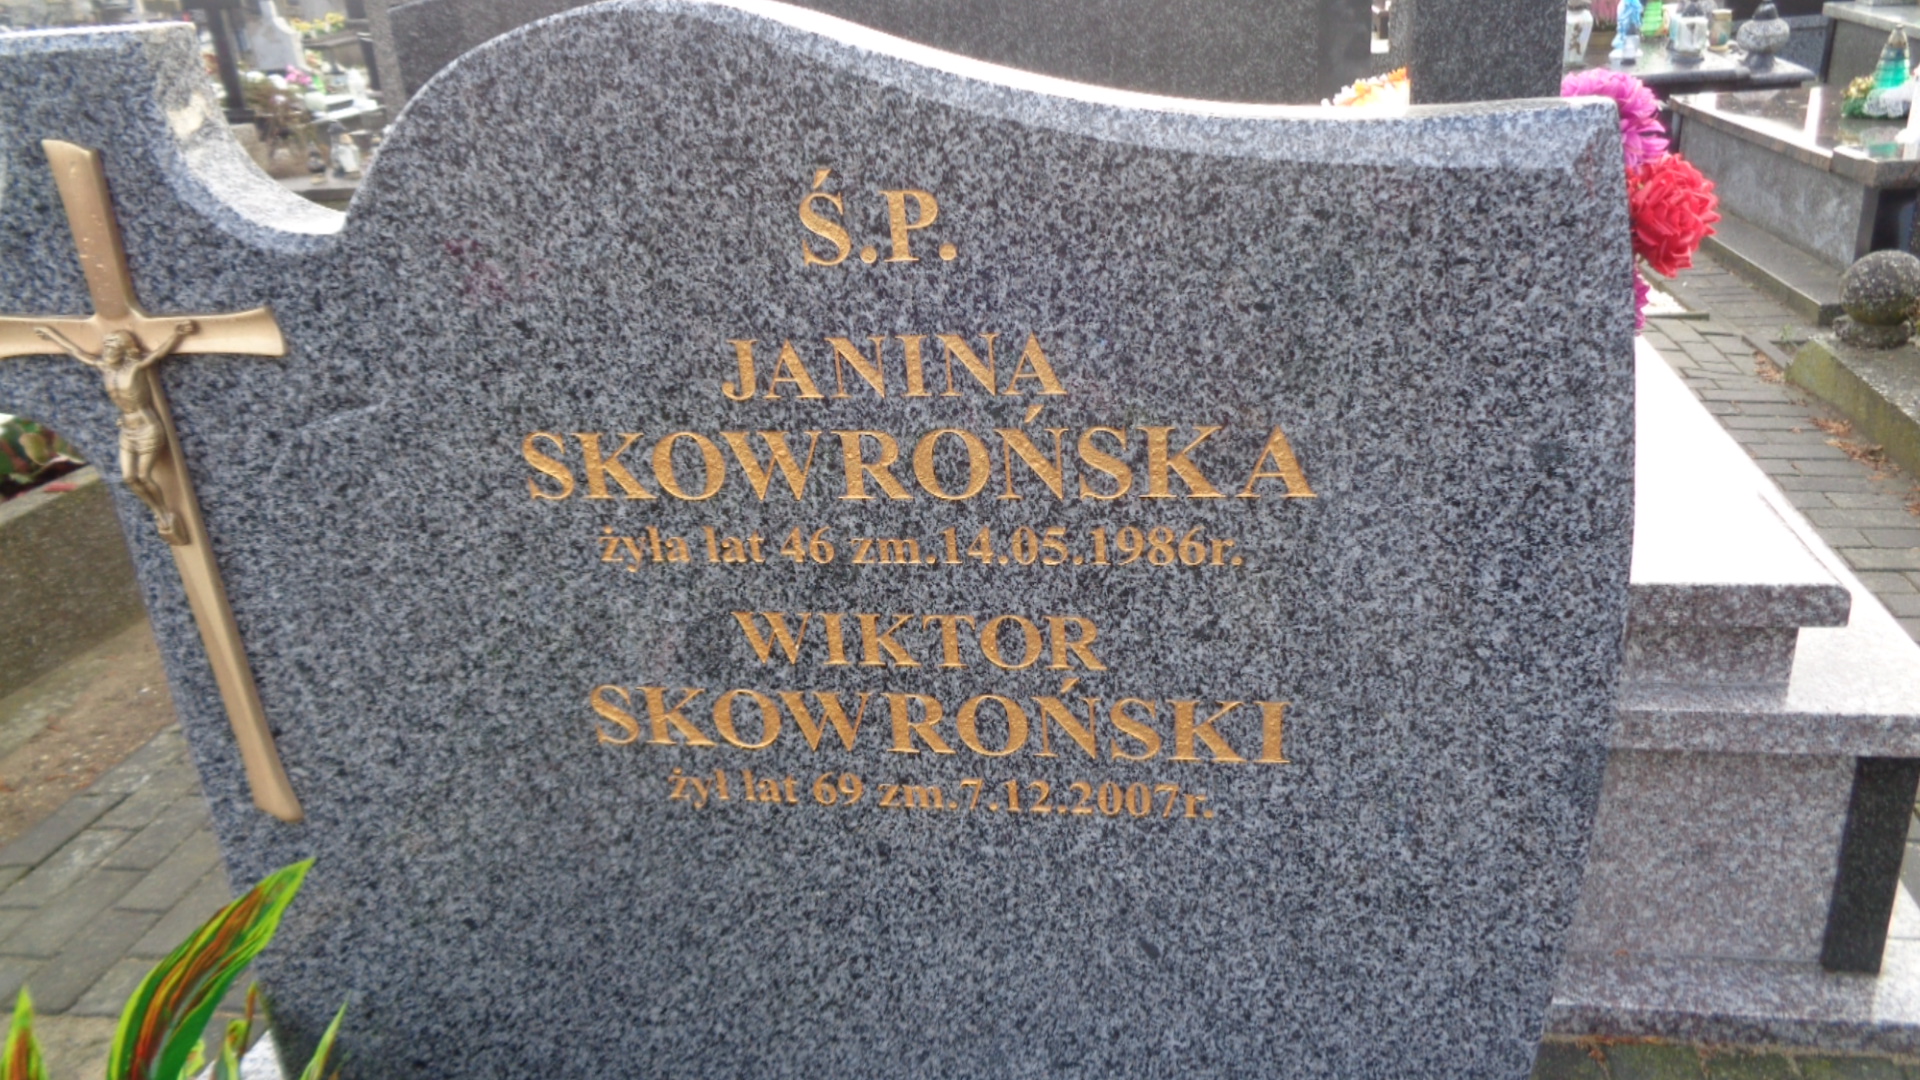 Ś.P.
JANINA
SKOWROŃSKA
żyła lat 46 zm.14.05.1986r.
WIKTOR
SKOWROŃSKI
żył lat 69 zm.7.12.2007r.